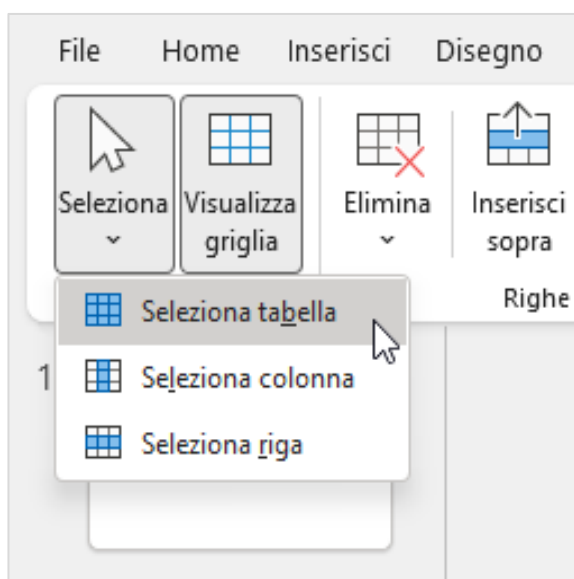 File Home Inserisci Disegno
Seleziona
Visualizza
griglia
Elimina
Inserisci
sopra
Righe
Seleziona tabella
Seleziona colonna
Seleziona riga
1